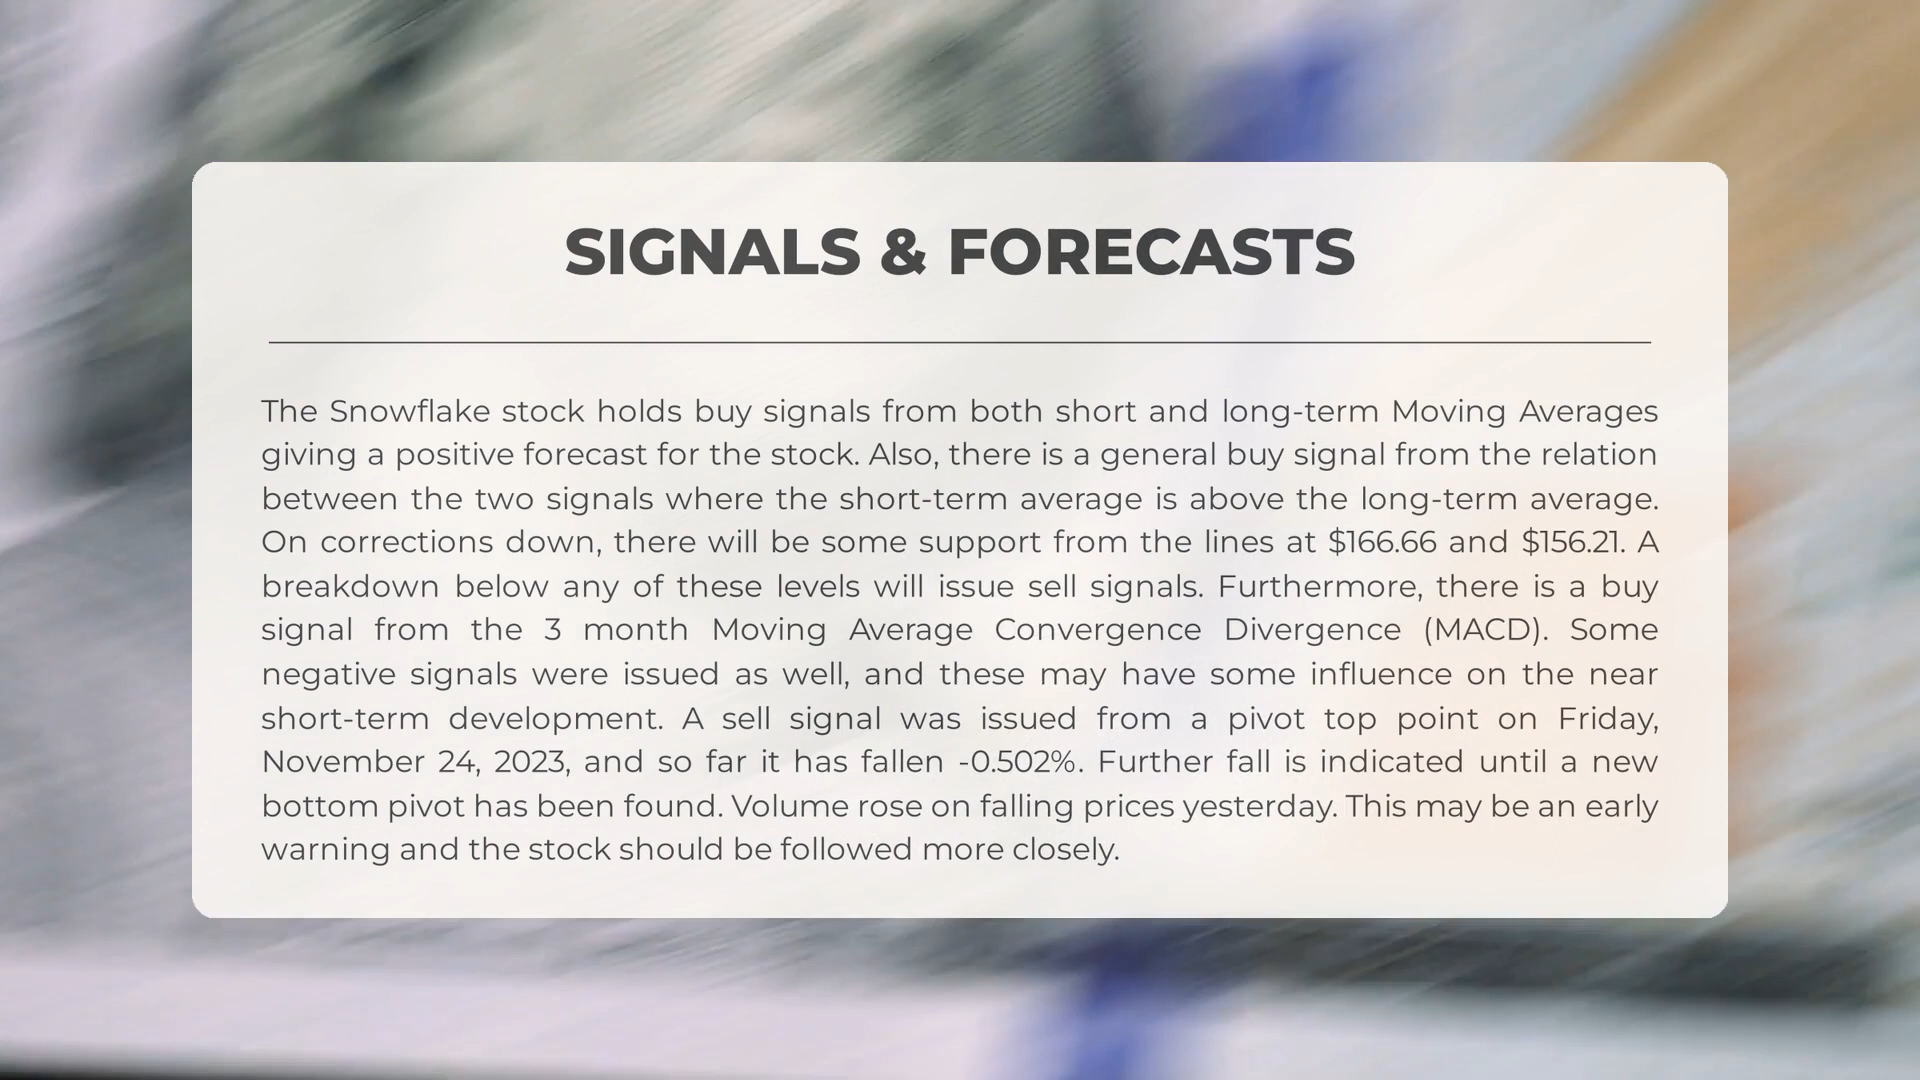 SIGNALS & FORECASTS
The Snowflake stock holds buy signals from both short and long-term Moving Averages
giving a positive forecast for the stock. Also, there is a general buy signal from the relation
between the two signals where the short-term average is above the long-term average.
On corrections down, there will be some support from the lines at $166.66 and $156.21. A
breakdown below any of these levels will issue sell signals. Furthermore, there is a buy
signal from the 3 month Moving Average Convergence Divergence (MACD). Some
negative signals were issued as well, and these may have some influence on the near
short-term development. A sell signal was issued from a pivot top point on Friday,
November 24, 2023, and so far it has fallen -0.502%. Further fall is indicated until a new
bottom pivot has been found. Volume rose on falling prices yesterday. This may be an early
warning and the stock should be followed more closely.